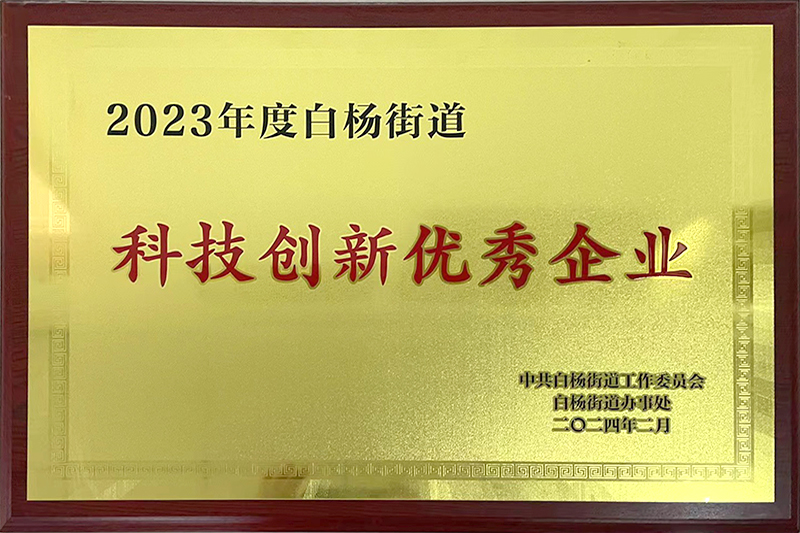 2023年度白杨街道
科技创新优秀企业
中共白杨街道工作委员会
白杨街道办事处
二〇二四年二月